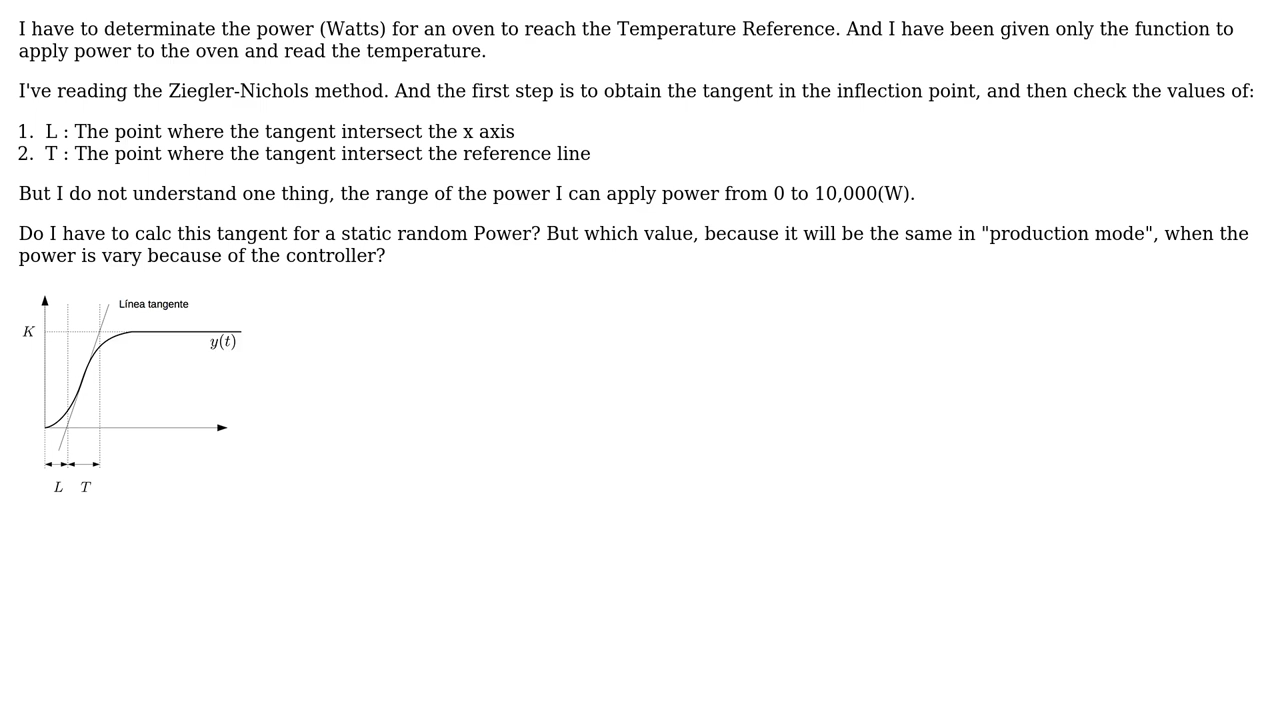 I have to determinate the power (Watts) for an oven to reach the Temperature Reference. And I have been given only the function to
apply power to the oven and read the temperature.
I've reading the Ziegler-Nichols method. And the first step is to obtain the tangent in the inflection point, and then check the values of:
1. L : The point where the tangent intersect the x axis
2. T : The point where the tangent intersect the reference line
But I do not understand one thing, the range of the power I can apply power from 0 to 10,000(W).
Do I have to calc this tangent for a static random Power? But which value, because it will be the same in "production mode", when the
power is vary because of the controller?
Línea tangente
K
y(t)
L T